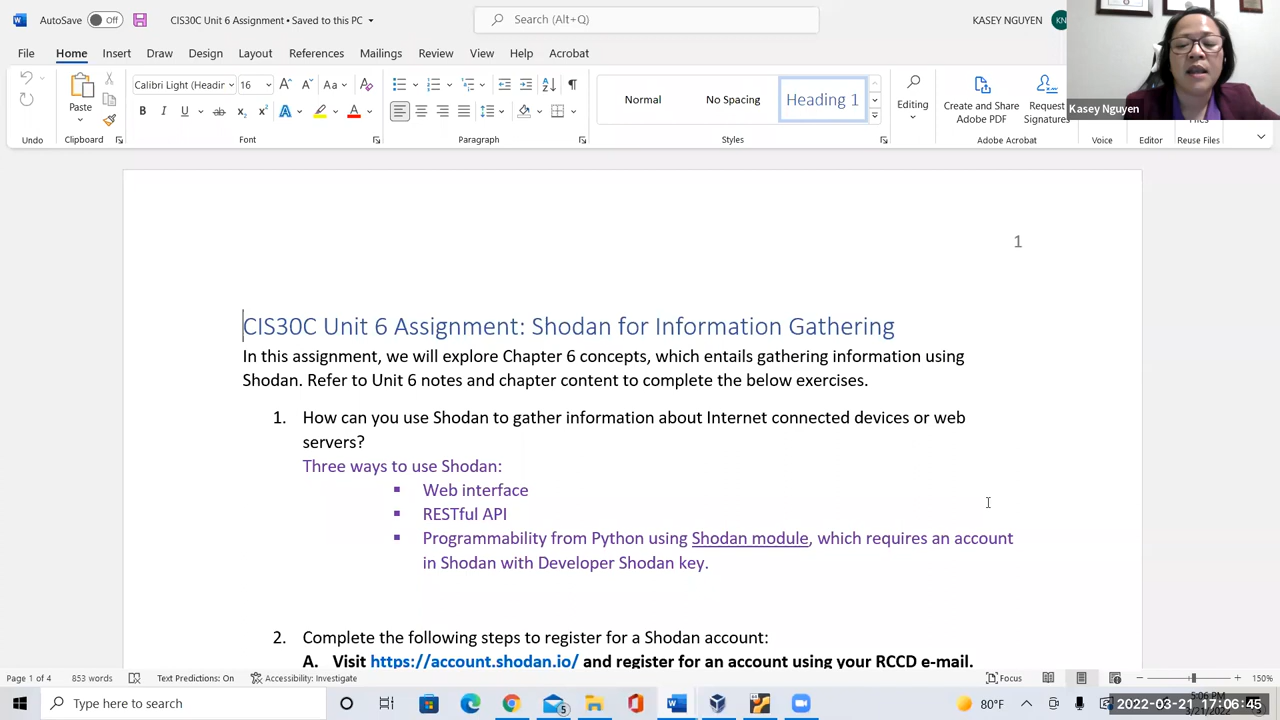 AutoSave Off CIS30C Unit 6 Assignment • Saved to this PC Search (Alt+Q) KASEY NGUYEN KN
File Home Insert Draw Design Layout References Mailings Review View Help Acrobat
Calibri Light (Headir 16 Aa
Paste Normal No Spacing Heading 1 Editing Create and Share Adobe PDF Request Signatures
Kasey Nguyen
Undo Clipboard Font Paragraph Styles Adobe Acrobat Voice Editor Reuse Files
1
CIS30C Unit 6 Assignment: Shodan for Information Gathering
In this assignment, we will explore Chapter 6 concepts, which entails gathering information using
Shodan. Refer to Unit 6 notes and chapter content to complete the below exercises.
1. How can you use Shodan to gather information about Internet connected devices or web
servers?
Three ways to use Shodan:
▪ Web interface
▪ RESTful API
▪ Programmability from Python using Shodan module, which requires an account
in Shodan with Developer Shodan key.
2. Complete the following steps to register for a Shodan account:
A. Visit https://account.shodan.io/ and register for an account using your RCCD e-mail.
Page 1 of 4 853 words Text Predictions: On Accessibility: Investigate Focus 150%
Type here to search 5 80°F 5:06 PM
2022-03-21 17:06:45